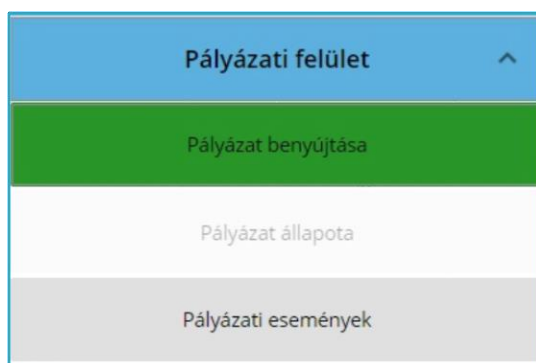 Pályázati felület
Pályázat benyújtása
Pályázat állapota
Pályázati események